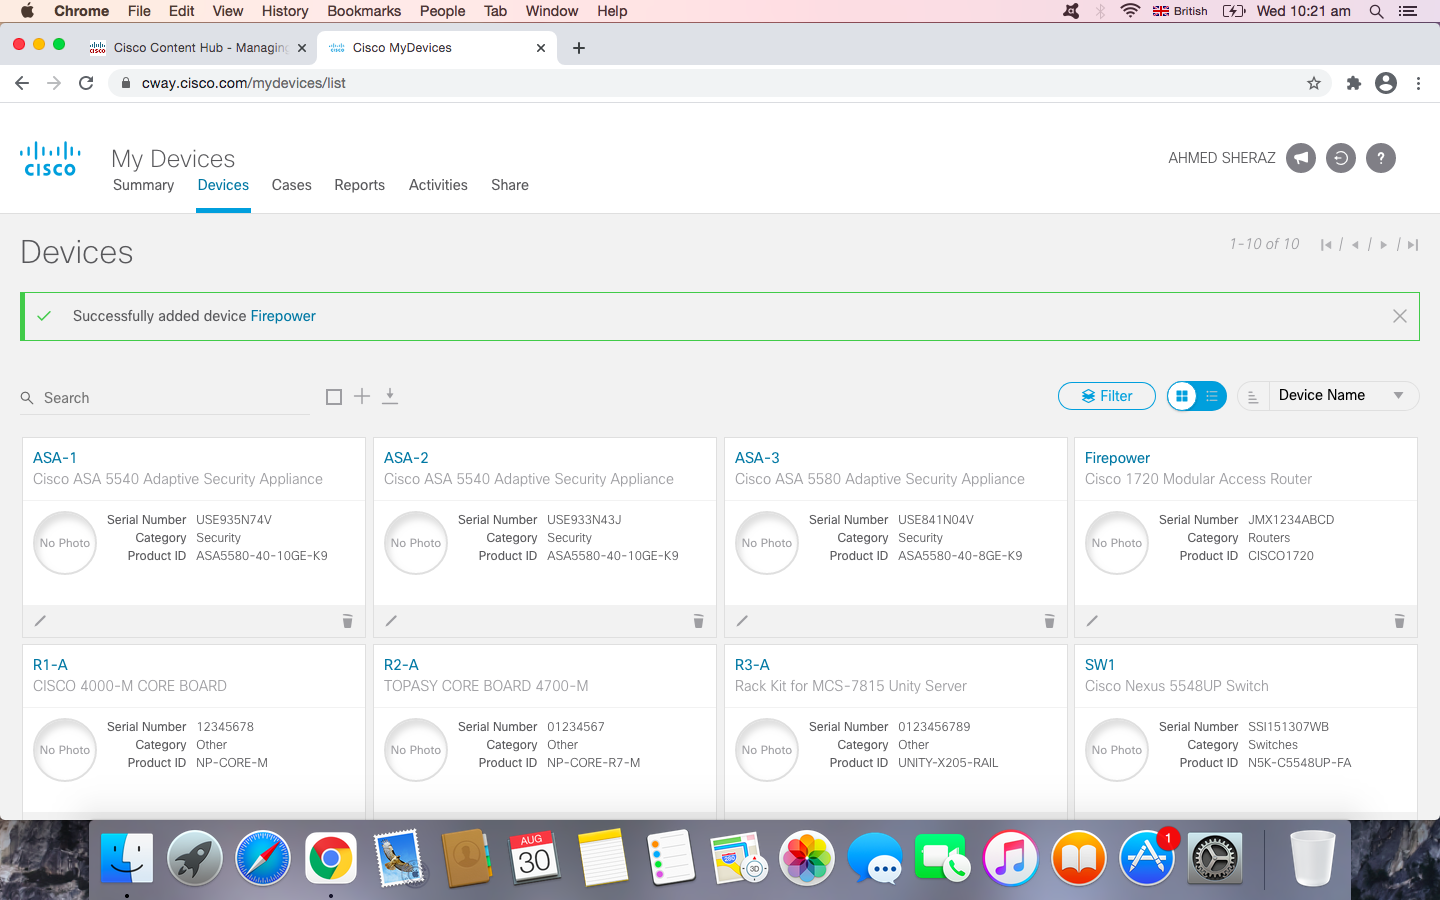 Chrome File Edit View History Bookmarks People Tab Window Help British Wed 10:21 am
Cisco Content Hub - Managing Cisco MyDevices
cway.cisco.com/mydevices/list
CISCO My Devices AHMED SHERAZ ?
Summary Devices Cases Reports Activities Share
Devices 1-10 of 10
Successfully added device Firepower
Search Filter Device Name
ASA-1
Cisco ASA 5540 Adaptive Security Appliance
No Photo
Serial Number USE935N74V
Category Security
Product ID ASA5580-40-10GE-K9
ASA-2
Cisco ASA 5540 Adaptive Security Appliance
No Photo
Serial Number USE933N43J
Category Security
Product ID ASA5580-40-10GE-K9
ASA-3
Cisco ASA 5580 Adaptive Security Appliance
No Photo
Serial Number USE841N04V
Category Security
Product ID ASA5580-40-8GE-K9
Firepower
Cisco 1720 Modular Access Router
No Photo
Serial Number JMX1234ABCD
Category Routers
Product ID CISCO1720
R1-A
CISCO 4000-M CORE BOARD
No Photo
Serial Number 12345678
Category Other
Product ID NP-CORE-M
R2-A
TOPASY CORE BOARD 4700-M
No Photo
Serial Number 01234567
Category Other
Product ID NP-CORE-R7-M
R3-A
Rack Kit for MCS-7815 Unity Server
No Photo
Serial Number 0123456789
Category Other
Product ID UNITY-X205-RAIL
SW1
Cisco Nexus 5548UP Switch
No Photo
Serial Number SSI151307WB
Category Switches
Product ID N5K-C5548UP-FA
AUG
30
280
3D
1